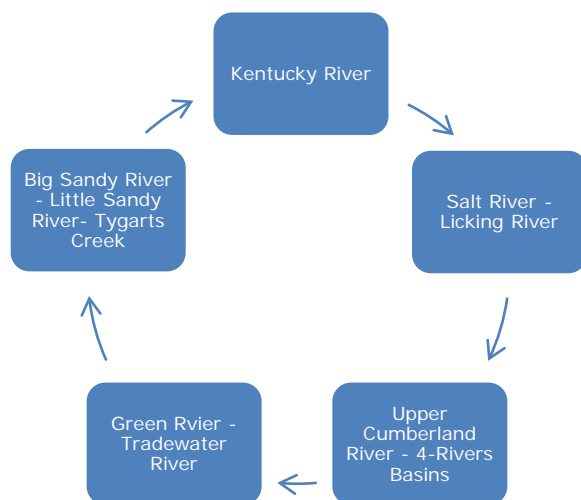 Kentucky River
Salt River -
Licking River
Upper
Cumberland
River - 4-Rivers
Basins
Green Rvier -
Tradewater
River
Big Sandy River
- Little Sandy
River- Tygarts
Creek